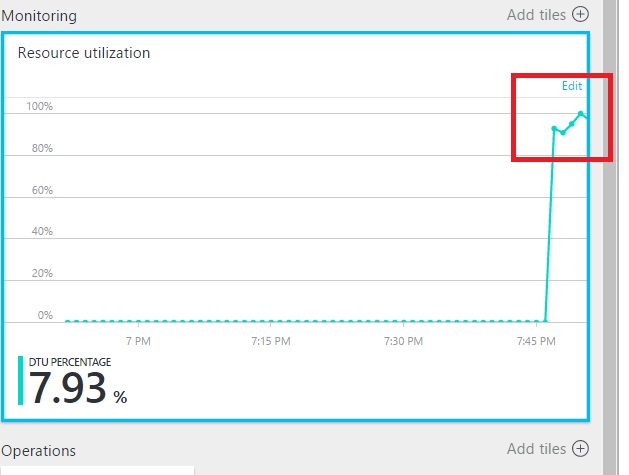 Monitoring
Add tiles
Resource utilization
Edit
100%
80%
60%
40%
20%
0%
7 PM
7:15 PM
7:30 PM
7:45 PM
DTU PERCENTAGE
7.93 %
Operations
Add tiles